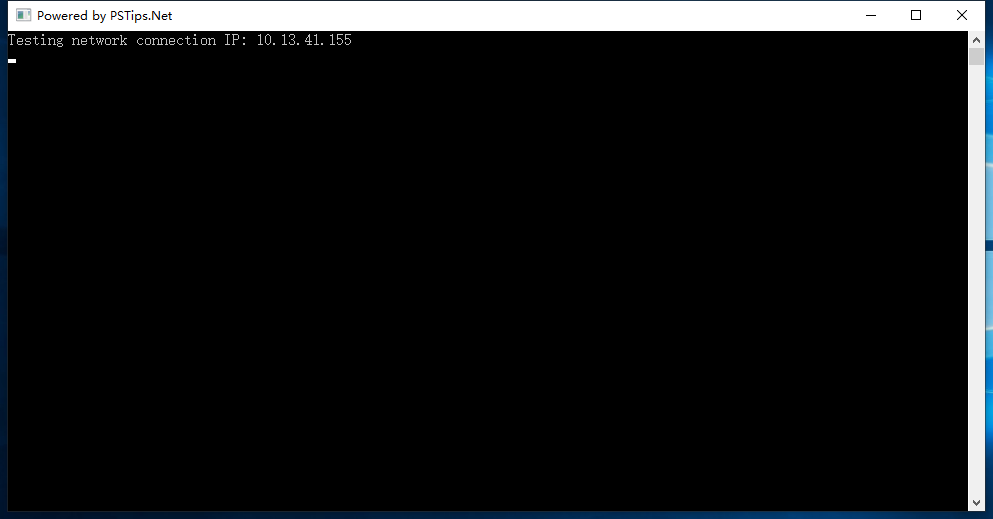 Powered by PSTips.Net
Testing network connection IP: 10.13.41.155